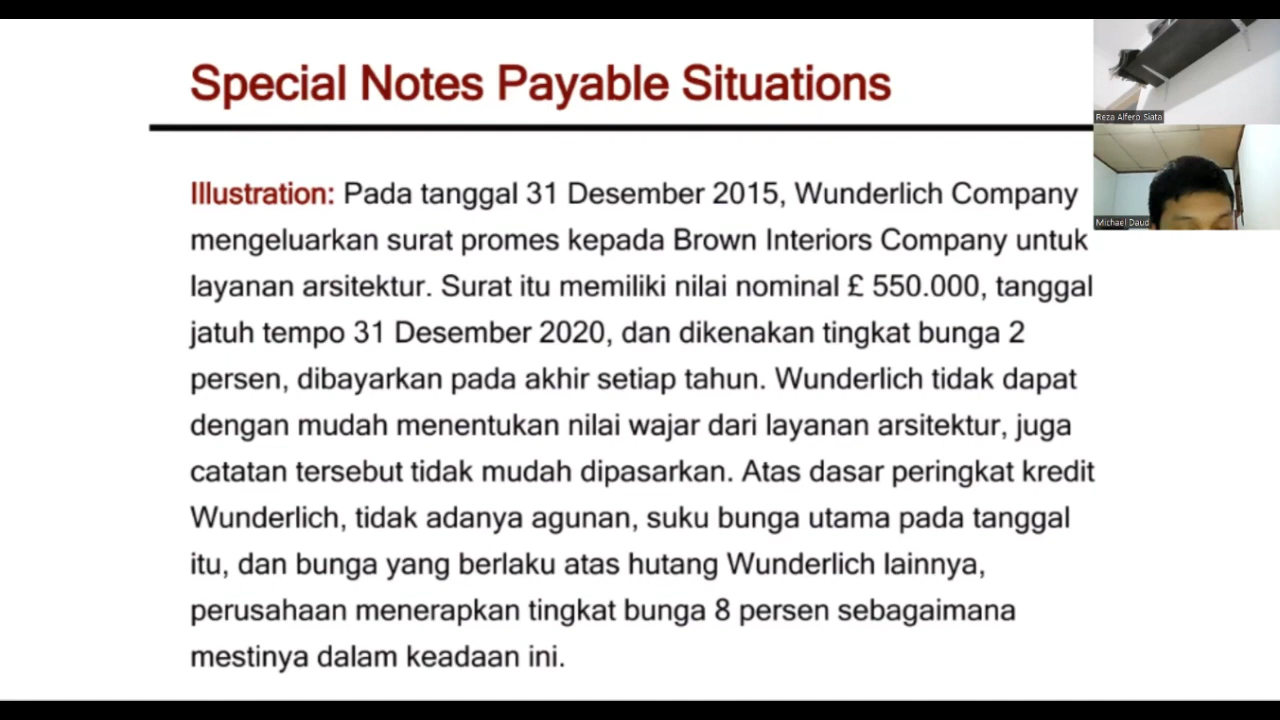 Special Notes Payable Situations
Illustration: Pada tanggal 31 Desember 2015, Wunderlich Company
mengeluarkan surat promes kepada Brown Interiors Company untuk
layanan arsitektur. Surat itu memiliki nilai nominal £ 550.000, tanggal
jatuh tempo 31 Desember 2020, dan dikenakan tingkat bunga 2
persen, dibayarkan pada akhir setiap tahun. Wunderlich tidak dapat
dengan mudah menentukan nilai wajar dari layanan arsitektur, juga
catatan tersebut tidak mudah dipasarkan. Atas dasar peringkat kredit
Wunderlich, tidak adanya agunan, suku bunga utama pada tanggal
itu, dan bunga yang berlaku atas hutang Wunderlich lainnya,
perusahaan menerapkan tingkat bunga 8 persen sebagaimana
mestinya dalam keadaan ini.
Reza Alfero Siata
Michael Daud